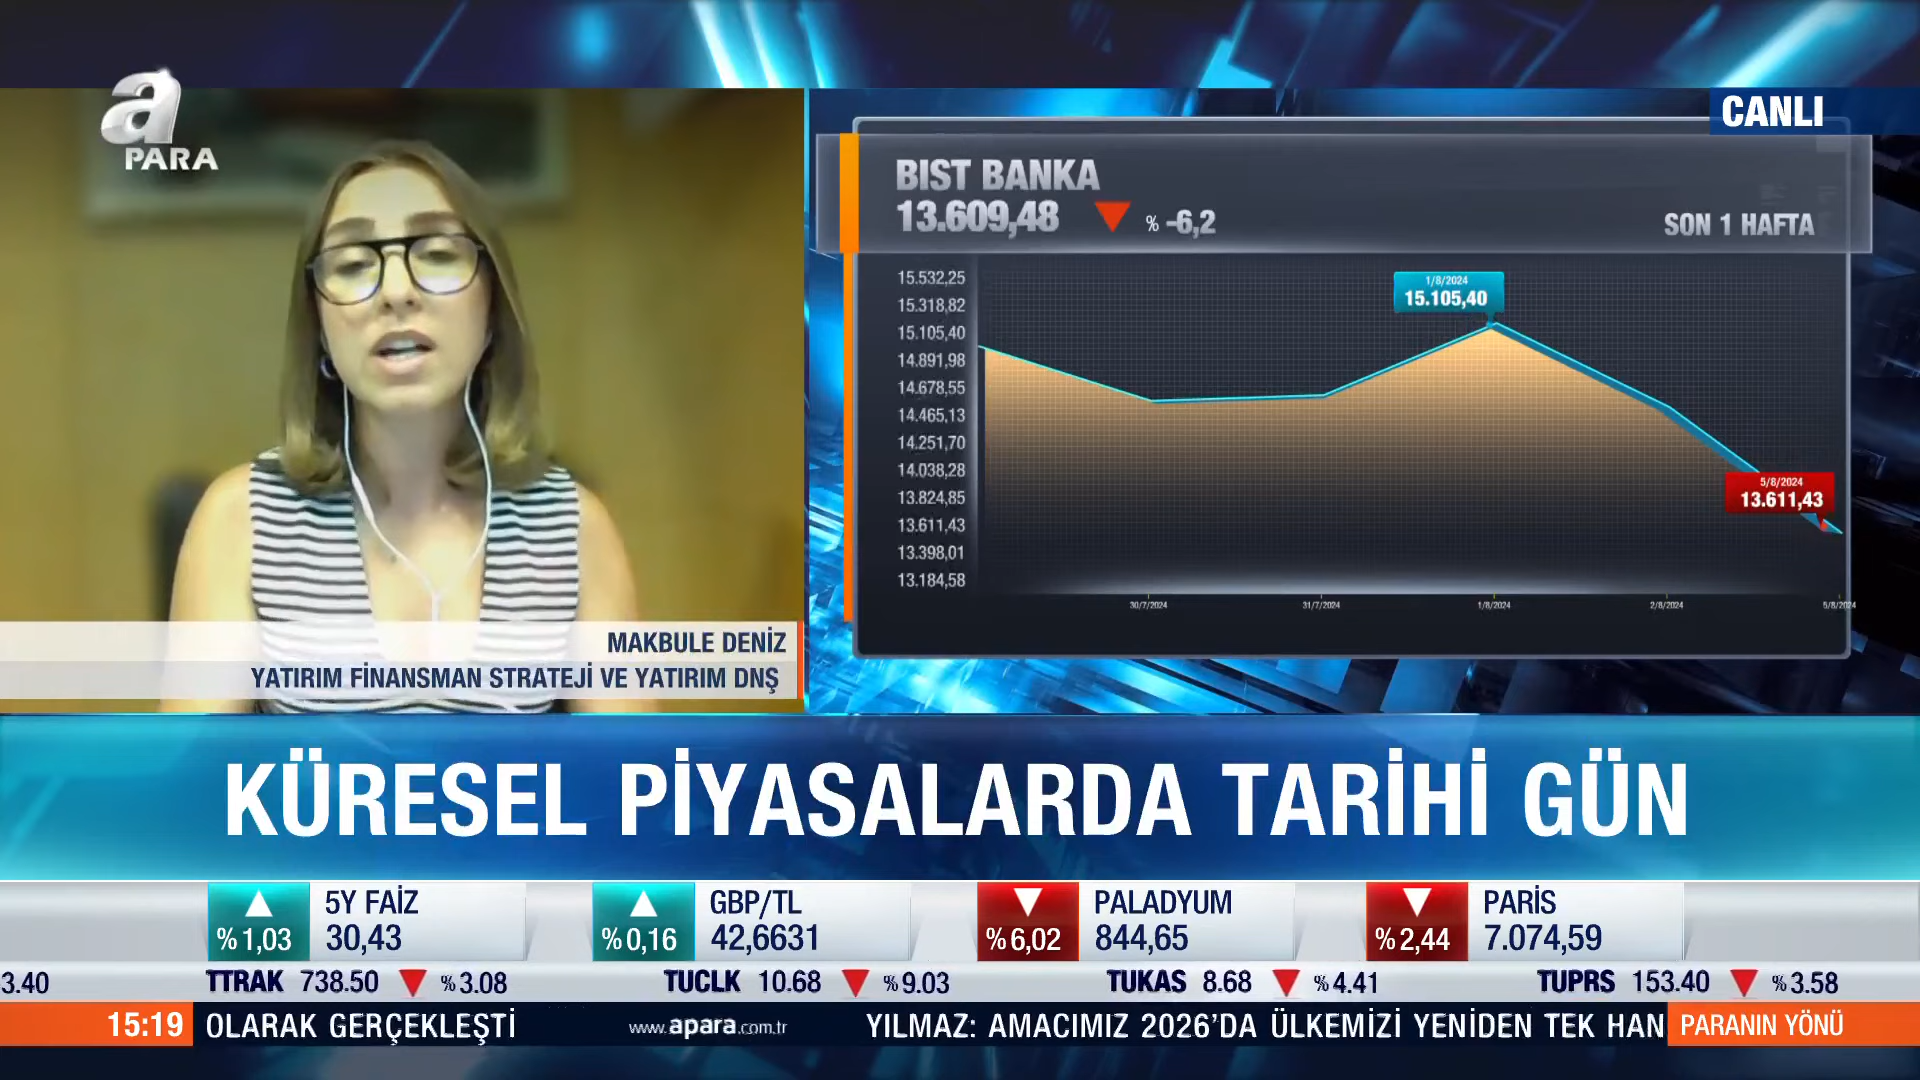 a
PARA
CANLI
BIST BANKA
13.609,48 % -6,2
SON 1 HAFTA
15.532,25
15.318,82
15.105,40
14.891,98
14.678,55
14.465,13
14.251,70
14.038,28
13.824,85
13.611,43
13.398,01
13.184,58
1/8/2024
15.105,40
5/8/2024
13.611,43
30/7/2024 31/7/2024 1/8/2024 2/8/2024 5/8/2024
MAKBULE DENİZ
YATIRIM FİNANSMAN STRATEJİ VE YATIRIM DNŞ
KÜRESEL PİYASALARDA TARİHİ GÜN
%1,03 5Y FAİZ 30,43
%0,16 GBP/TL 42,6631
%6,02 PALADYUM 844,65
%2,44 PARİS 7.074,59
3.40 TTRAK 738.50 %3.08 TUCLK 10.68 %9.03 TUKAS 8.68 %4.41 TUPRS 153.40 %3.58
15:19 OLARAK GERÇEKLEŞTİ www.apara.com.tr YILMAZ: AMACIMIZ 2026'DA ÜLKEMİZİ YENİDEN TEK HAN PARANIN YÖNÜ